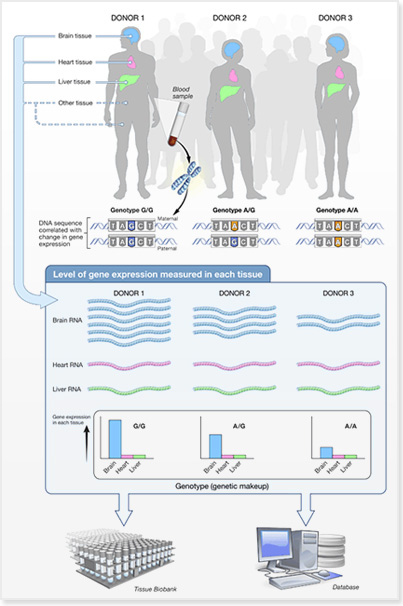 DONOR 1
DONOR 2
DONOR 3
Brain tissue
Heart tissue
Liver tissue
Other tissue
Blood
sample
Genotype G/G
Genotype A/G
Genotype A/A
Maternal
DNA sequence
correlated with
change in gene
expression
T A G C T
T A A C T
T A A C T
T A G C T
T A G C T
T A A C T
Paternal
Level of gene expression measured in each tissue
DONOR 1
DONOR 2
DONOR 3
Brain RNA
Heart RNA
Liver RNA
Gene expression
in each tissue
G/G
A/G
A/A
Brain
Heart
Liver
Brain
Heart
Liver
Brain
Heart
Liver
Genotype (genetic makeup)
Tissue Biobank
Database